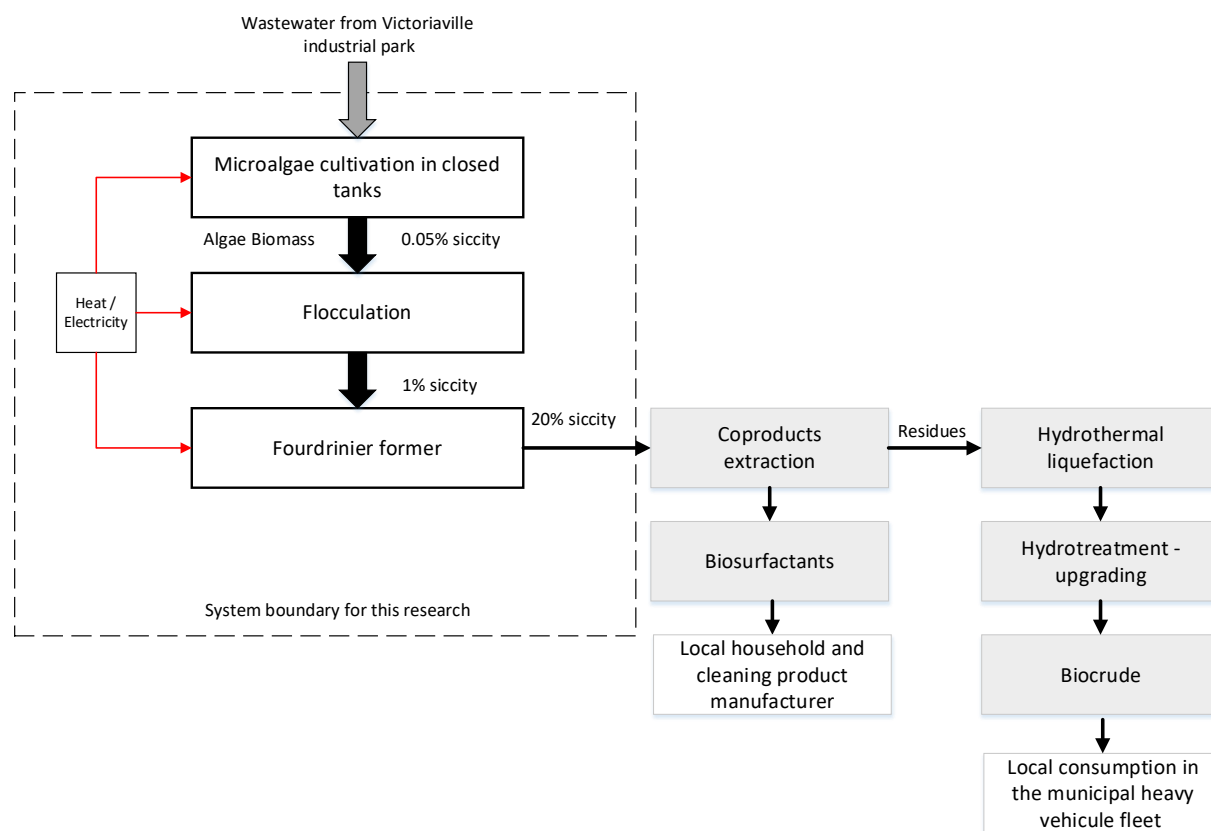 Wastewater from Victoriaville
industrial park
Microalgae cultivation in closed
tanks
Algae Biomass
0.05% siccity
Heat /
Electricity
Flocculation
1% siccity
Fourdrinier former
20% siccity
Coproducts
extraction
Residues
Hydrothermal
liquefaction
Biosurfactants
Hydrotreatment -
upgrading
System boundary for this research
Local household and
cleaning product
manufacturer
Biocrude
Local consumption in
the municipal heavy
vehicule fleet